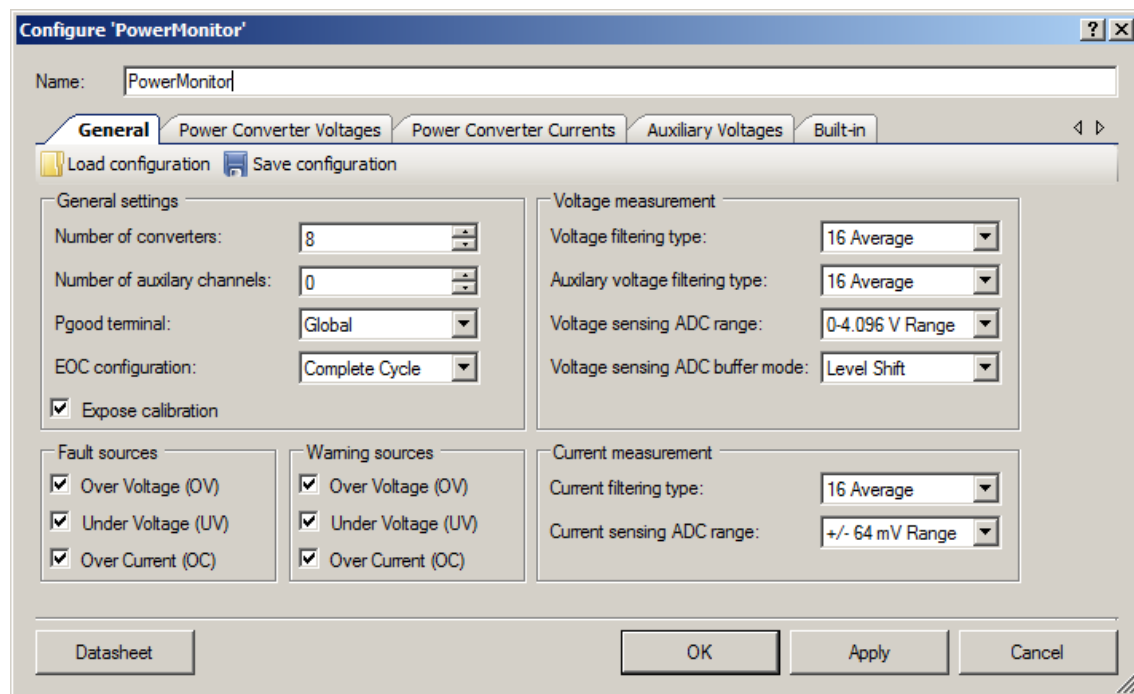 Configure 'PowerMonitor'
Name: PowerMonitor
General Power Converter Voltages Power Converter Currents Auxiliary Voltages Built-in
Load configuration Save configuration
General settings
Number of converters: 8
Number of auxilary channels: 0
Pgood terminal: Global
EOC configuration: Complete Cycle
Expose calibration
Voltage measurement
Voltage filtering type: 16 Average
Auxilary voltage filtering type: 16 Average
Voltage sensing ADC range: 0-4.096 V Range
Voltage sensing ADC buffer mode: Level Shift
Fault sources
Over Voltage (OV)
Under Voltage (UV)
Over Current (OC)
Warning sources
Over Voltage (OV)
Under Voltage (UV)
Over Current (OC)
Current measurement
Current filtering type: 16 Average
Current sensing ADC range: +/- 64 mV Range
Datasheet OK Apply Cancel